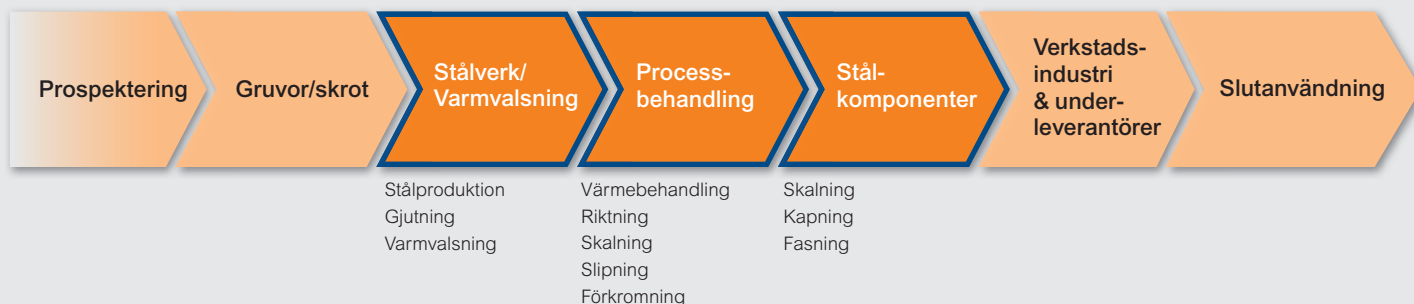 Prospektering
Gruvor/skrot
Stålverk/
Varmvalsning
Process-
behandling
Stål-
komponenter
Verkstads-
industri
& under-
leverantörer
Slutanvändning
Stålproduktion
Gjutning
Varmvalsning
Värmebehandling
Riktning
Skalning
Slipning
Förkromning
Skalning
Kapning
Fasning